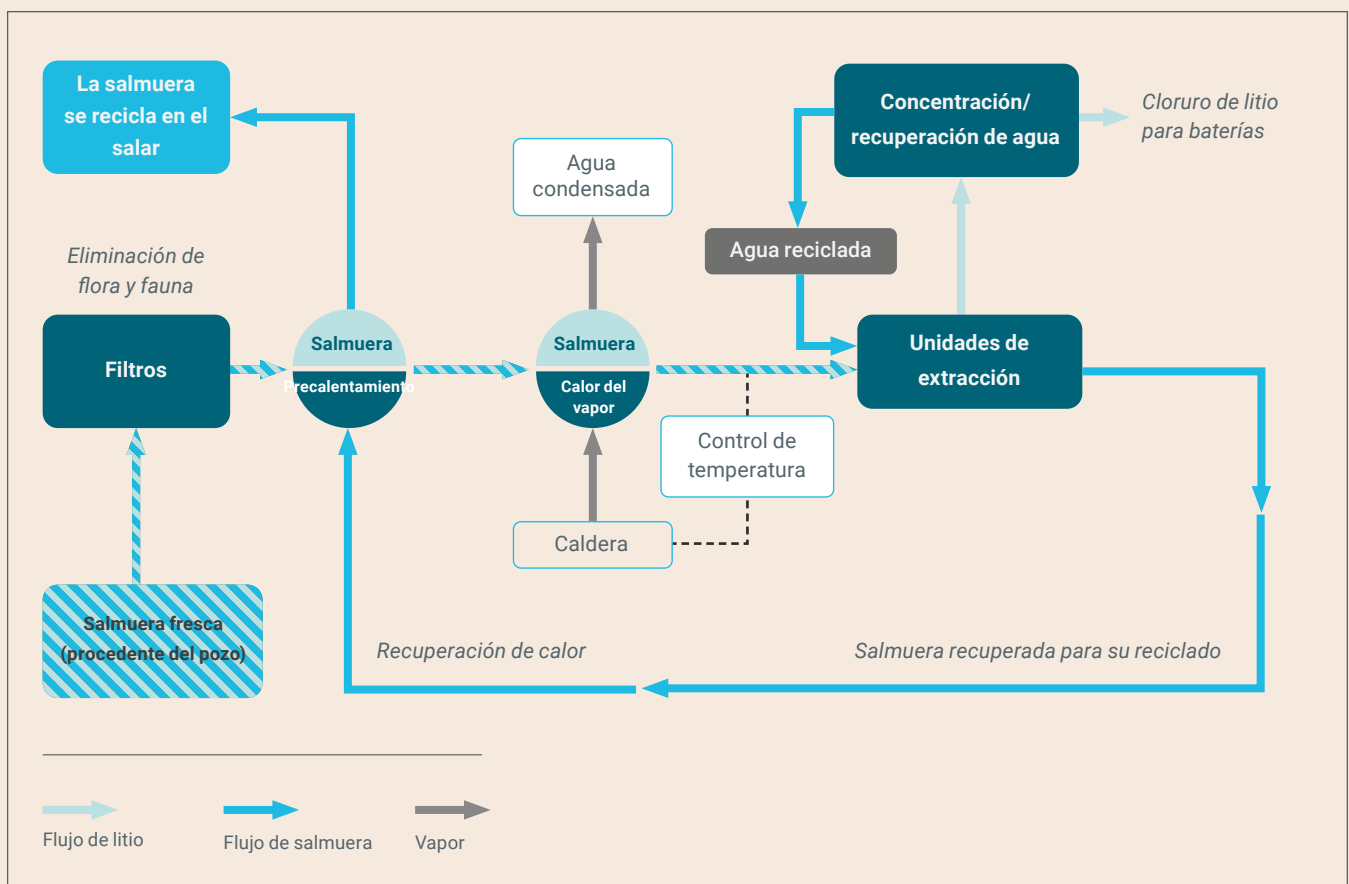 La salmuera
se recicla en el
salar
Concentración/
recuperación de agua
Cloruro de litio
para baterías
Agua
condensada
Agua reciclada
Eliminación de
flora y fauna
Filtros
Salmuera
Precalentamiento
Salmuera
Calor del
vapor
Unidades de
extracción
Control de
temperatura
Caldera
Salmuera fresca
(procedente del pozo)
Recuperación de calor
Salmuera recuperada para su reciclado
Flujo de litio
Flujo de salmuera
Vapor